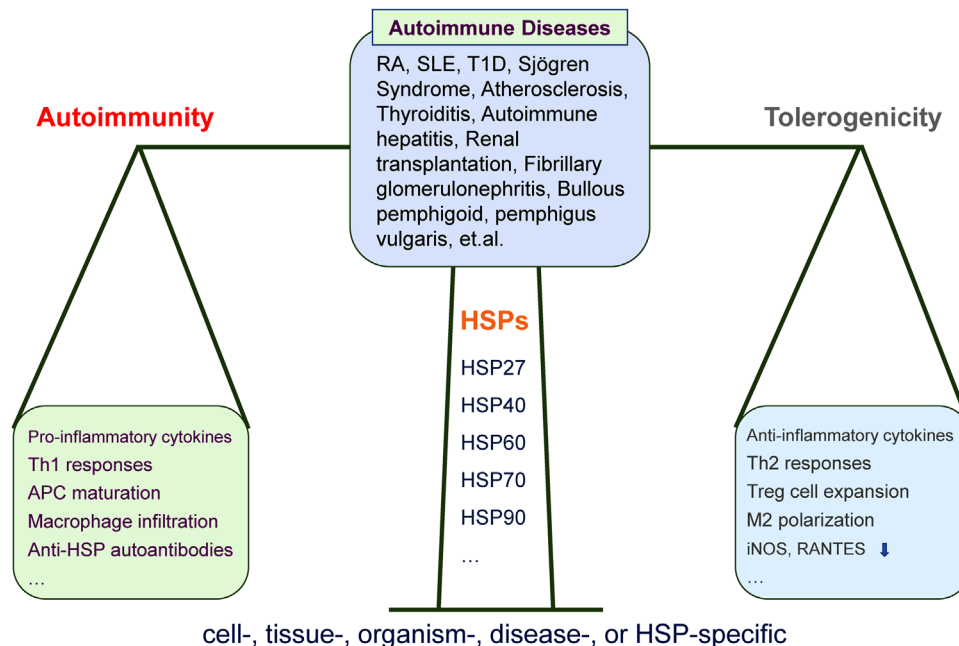 Autoimmune Diseases
RA, SLE, T1D, Sjögren
Syndrome, Atherosclerosis,
Thyroiditis, Autoimmune
hepatitis, Renal
transplantation, Fibrillary
glomerulonephritis, Bullous
pemphigoid, pemphigus
vulgaris, et.al.
Autoimmunity
Tolerogenicity
HSPs
HSP27
HSP40
HSP60
HSP70
HSP90
…
Pro-inflammatory cytokines
Th1 responses
APC maturation
Macrophage infiltration
Anti-HSP autoantibodies
…
Anti-inflammatory cytokines
Th2 responses
Treg cell expansion
M2 polarization
iNOS, RANTES
…
cell-, tissue-, organism-, disease-, or HSP-specific